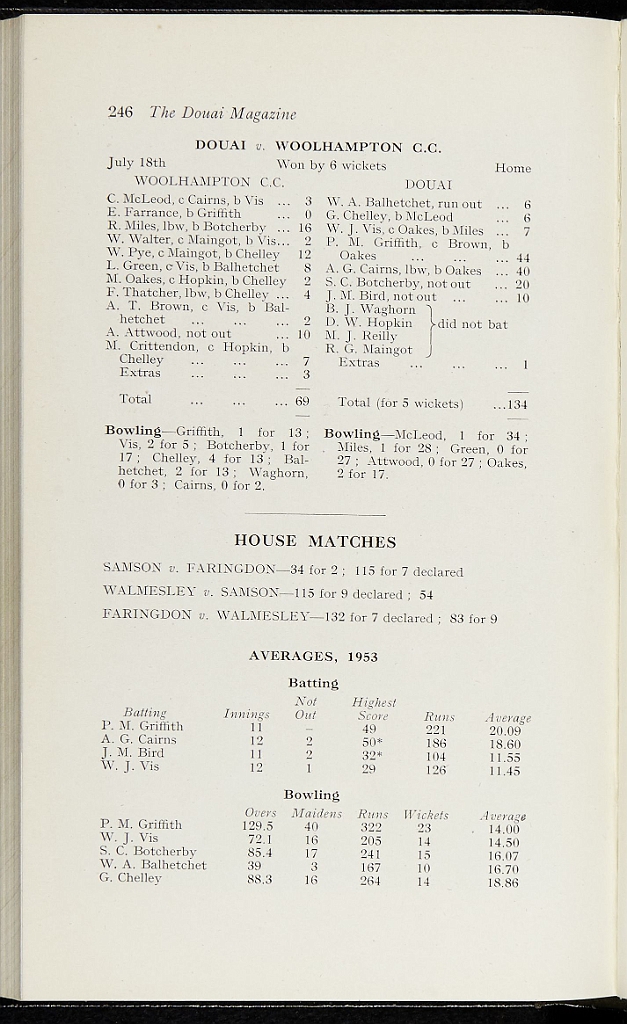 246 The Douai Magazine
DOUAI v. WOOLHAMPTON C.C.
July 18th Won by 6 wickets Home
WOOLHAMPTON C.C.
C. McLeod, c Cairns, b Vis ... 3
E. Farrance, b Griffith ... 0
R. Miles, lbw, b Botcherby ... 16
W. Walter, c Maingot, b Vis... 2
W. Pye, c Maingot, b Chelley 12
L. Green, c Vis, b Balhetchet 8
M. Oakes, c Hopkin, b Chelley 2
F. Thatcher, lbw, b Chelley ... 4
A. T. Brown, c Vis, b Bal-
hetchet ... ... ... 2
A. Attwood, not out ... 10
M. Crittendon, c Hopkin, b
Chelley ... ... ... 7
Extras ... ... ... 3
Total ... ... ... 69
Bowling—Griffith, 1 for 13 ;
Vis, 2 for 5 ; Botcherby, 1 for
17 ; Chelley, 4 for 13 ; Bal-
hetchet, 2 for 13 ; Waghorn,
0 for 3 ; Cairns, 0 for 2.
DOUAI
W. A. Balhetchet, run out ... 6
G. Chelley, b McLeod ... 6
W. J. Vis, c Oakes, b Miles ... 7
P. M. Griffith, c Brown, b
Oakes ... ... ... 44
A. G. Cairns, lbw, b Oakes ... 40
S. C. Botcherby, not out ... 20
J. M. Bird, not out ... ... 10
B. J. Waghorn
D. W. Hopkin did not bat
M. J. Reilly
R. G. Maingot
Extras ... ... ... 1
Total (for 5 wickets) ...134
Bowling—McLeod, 1 for 34 ;
Miles, 1 for 28 ; Green, 0 for
27 ; Attwood, 0 for 27 ; Oakes,
2 for 17.
HOUSE MATCHES
SAMSON v. FARINGDON—34 for 2 ; 115 for 7 declared
WALMESLEY v. SAMSON—115 for 9 declared ; 54
FARINGDON v. WALMESLEY—132 for 7 declared ; 83 for 9
AVERAGES, 1953
Batting
Not Highest
Batting Innings Out Score Runs Average
P. M. Griffith 11 – 49 221 20.09
A. G. Cairns 12 2 50* 186 18.60
J. M. Bird 11 2 32* 104 11.55
W. J. Vis 12 1 29 126 11.45
Bowling
Overs Maidens Runs Wickets Average
P. M. Griffith 129.5 40 322 23 14.00
W. J. Vis 72.1 16 205 14 14.50
S. C. Botcherby 85.4 17 241 15 16.07
W. A. Balhetchet 39 3 167 10 16.70
G. Chelley 88.3 16 264 14 18.86